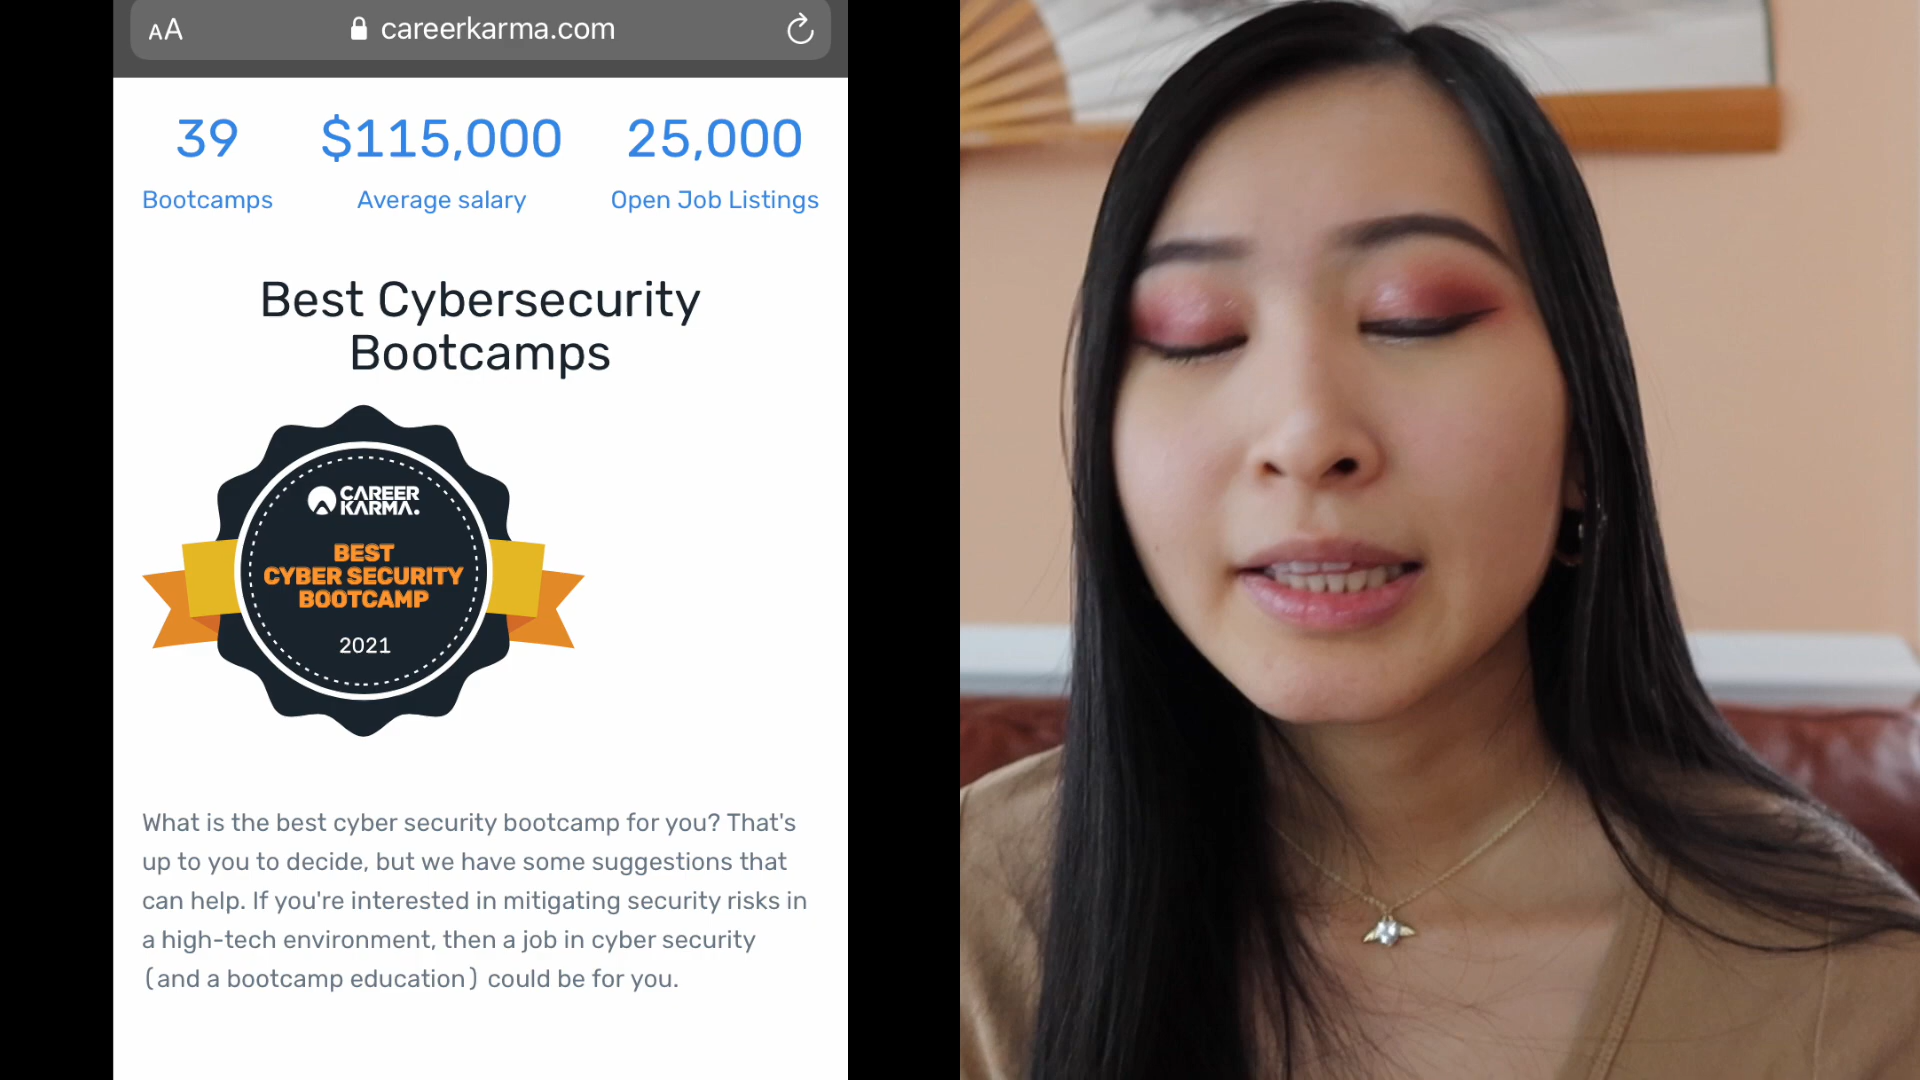 AA careerkarma.com
39 $115,000 25,000
Bootcamps Average salary Open Job Listings
Best Cybersecurity
Bootcamps
CAREER
KARMA.
BEST
CYBER SECURITY
BOOTCAMP
2021
What is the best cyber security bootcamp for you? That's
up to you to decide, but we have some suggestions that
can help. If you're interested in mitigating security risks in
a high-tech environment, then a job in cyber security
(and a bootcamp education) could be for you.